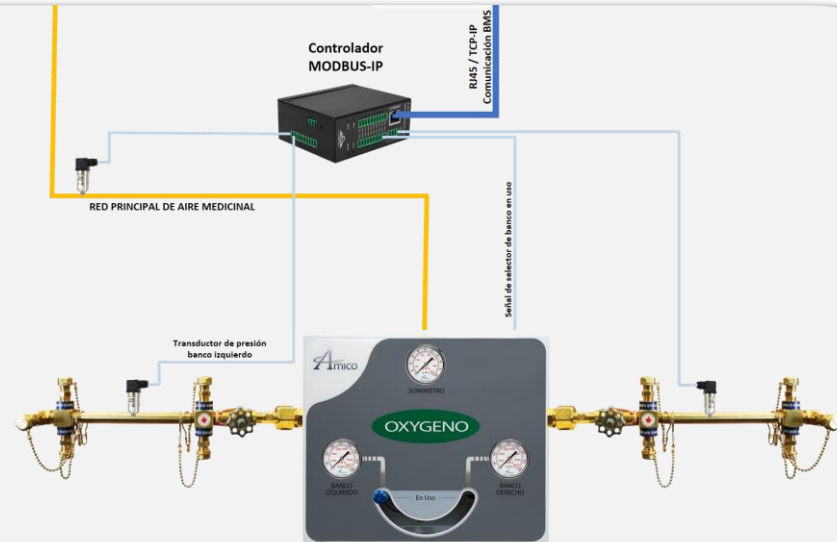 Controlador
MODBUS-IP
RJ45 / TCP-IP
Comunicación BMS
RED PRINCIPAL DE AIRE MEDICINAL
Señal de selector de banco en uso
Transductor de presión
banco izquierdo
Amico
SUMINISTRO
OXYGENO
BANCO
IZQUIERDO
BANCO
DERECHO
En Uso